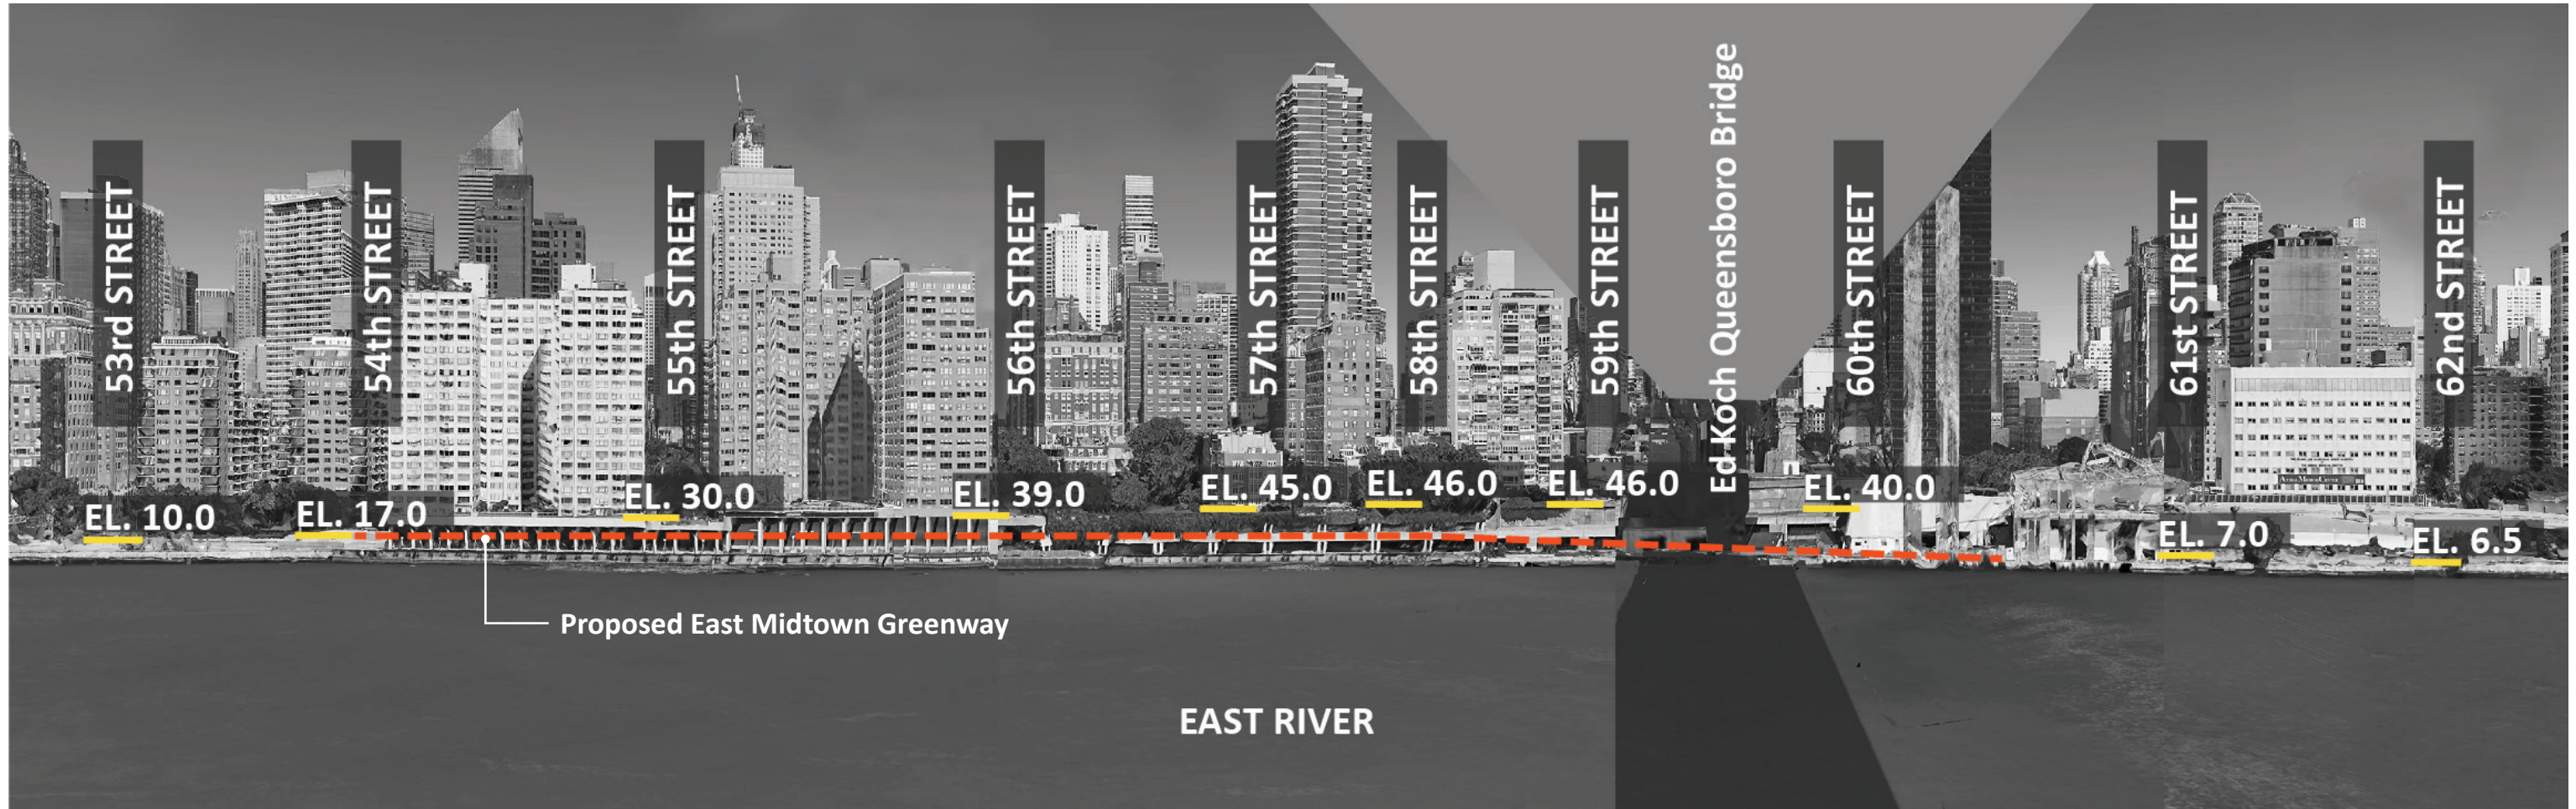 53rd STREET
54th STREET
55th STREET
56th STREET
57th STREET
58th STREET
59th STREET
Ed Koch Queensboro Bridge
60th STREET
61st STREET
62nd STREET
EL. 10.0
EL. 17.0
EL. 30.0
EL. 39.0
EL. 45.0
EL. 46.0
EL. 46.0
EL. 40.0
EL. 7.0
EL. 6.5
Proposed East Midtown Greenway
EAST RIVER